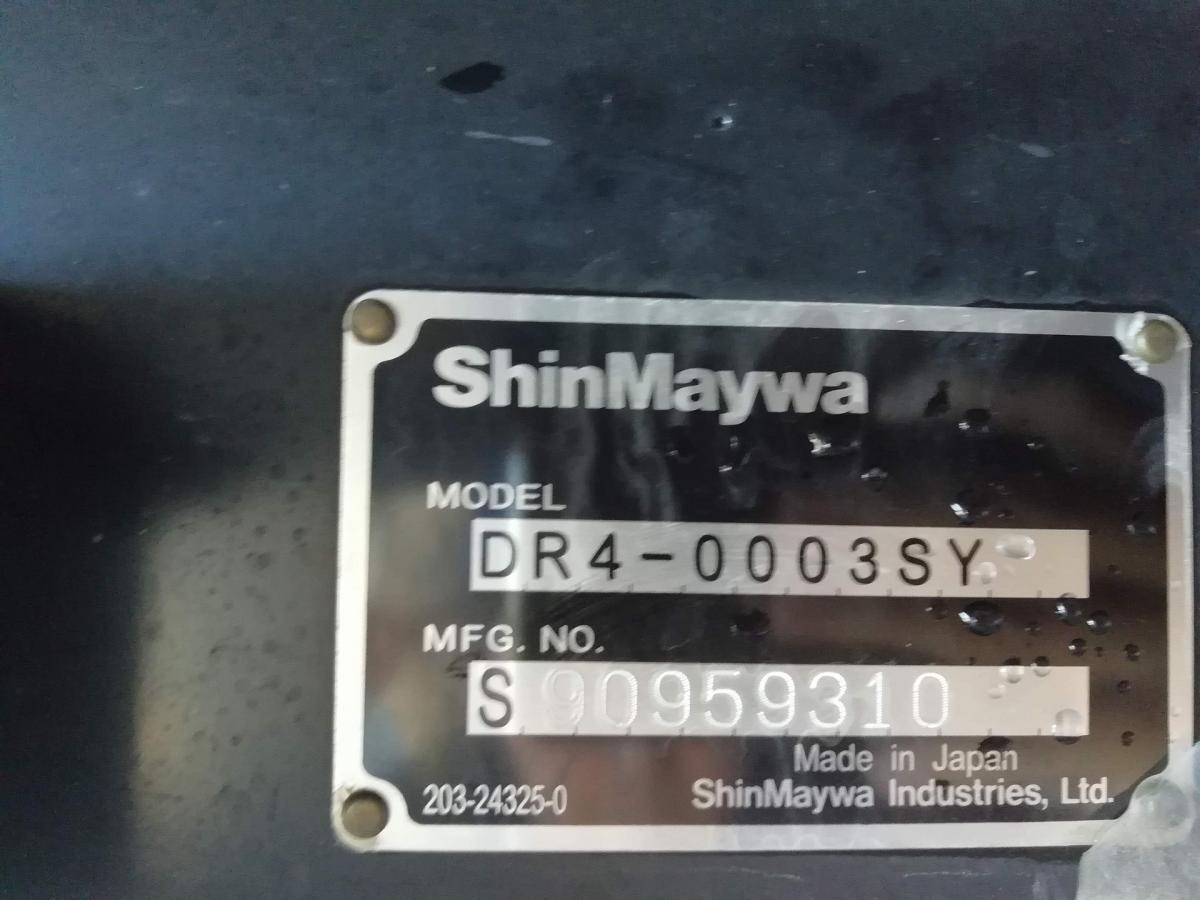 ShinMaywa
MODEL
DR4-0003SY
MFG. NO.
S 90959310
Made in Japan
203-24325-0 ShinMaywa Industries, Ltd.